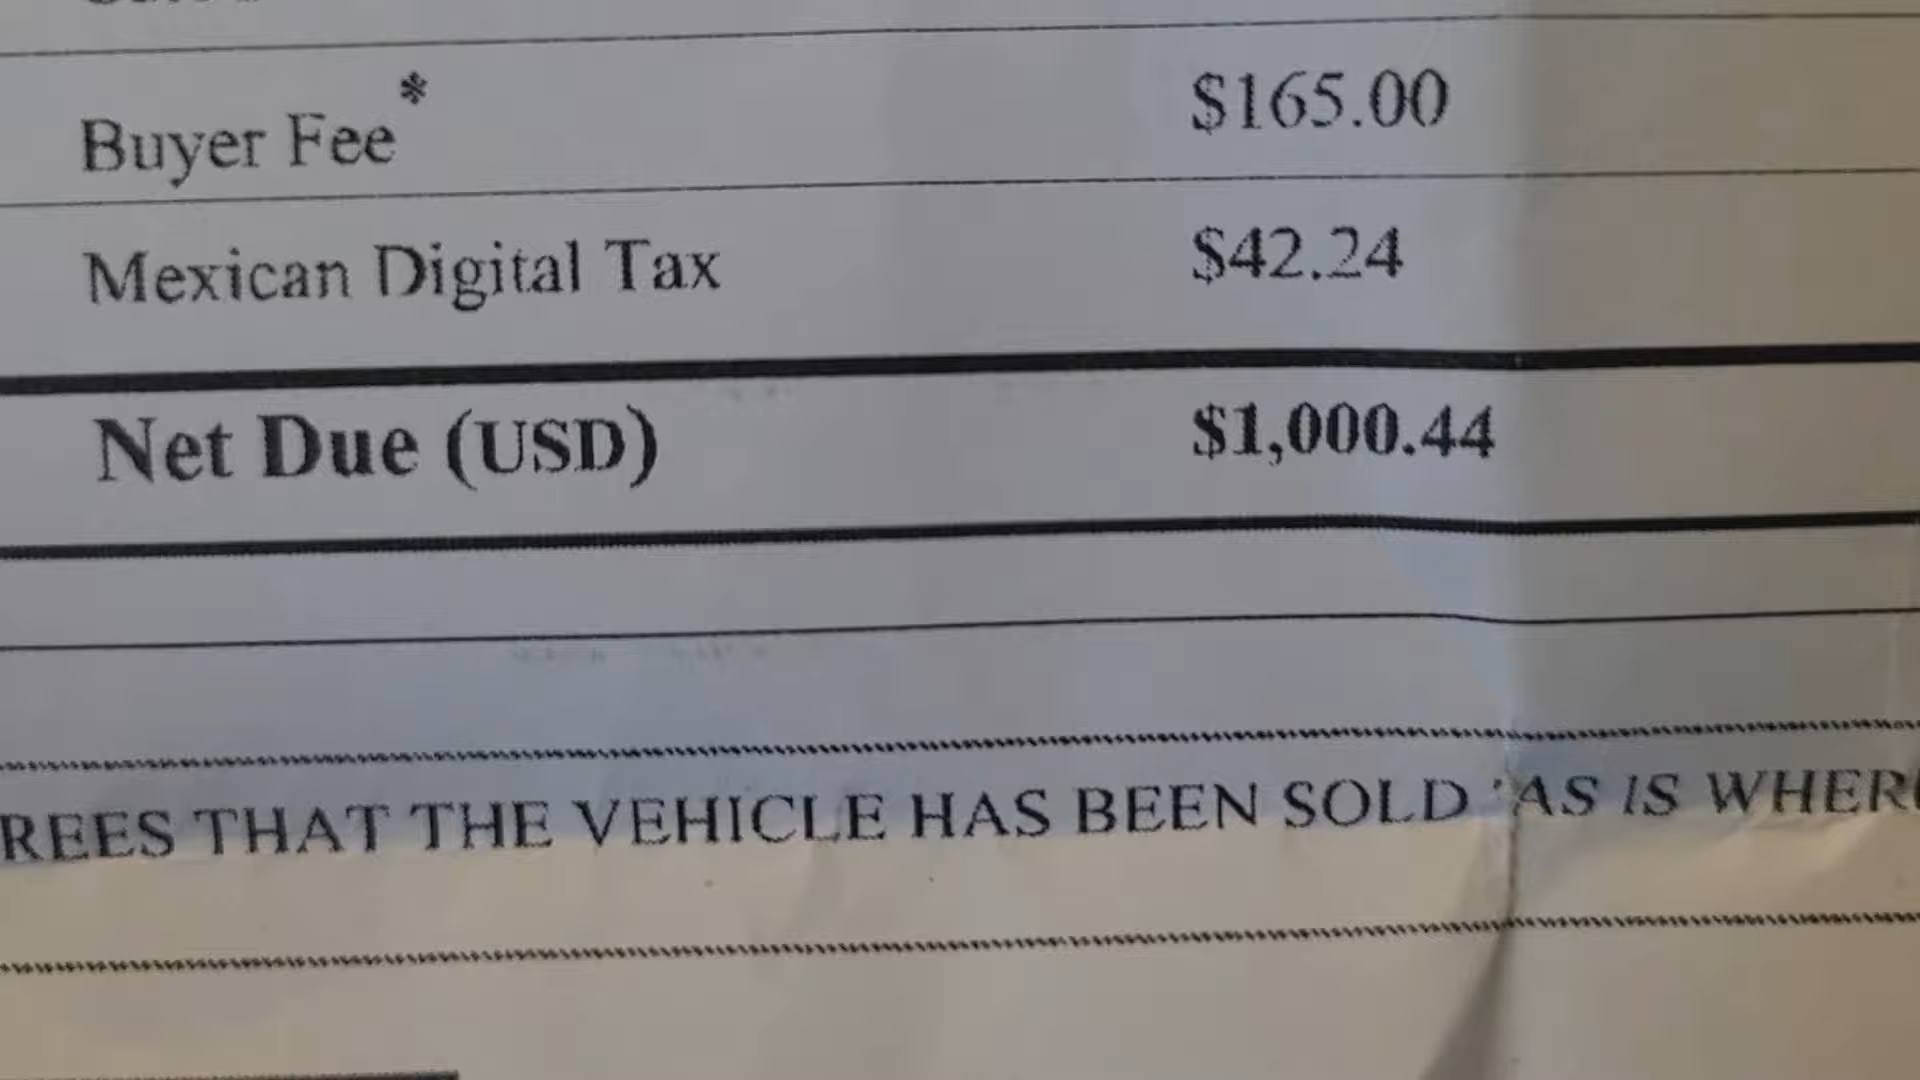 Buyer Fee* $165.00
Mexican Digital Tax $42.24
Net Due (USD) $1,000.44
REES THAT THE VEHICLE HAS BEEN SOLD 'AS IS WHER